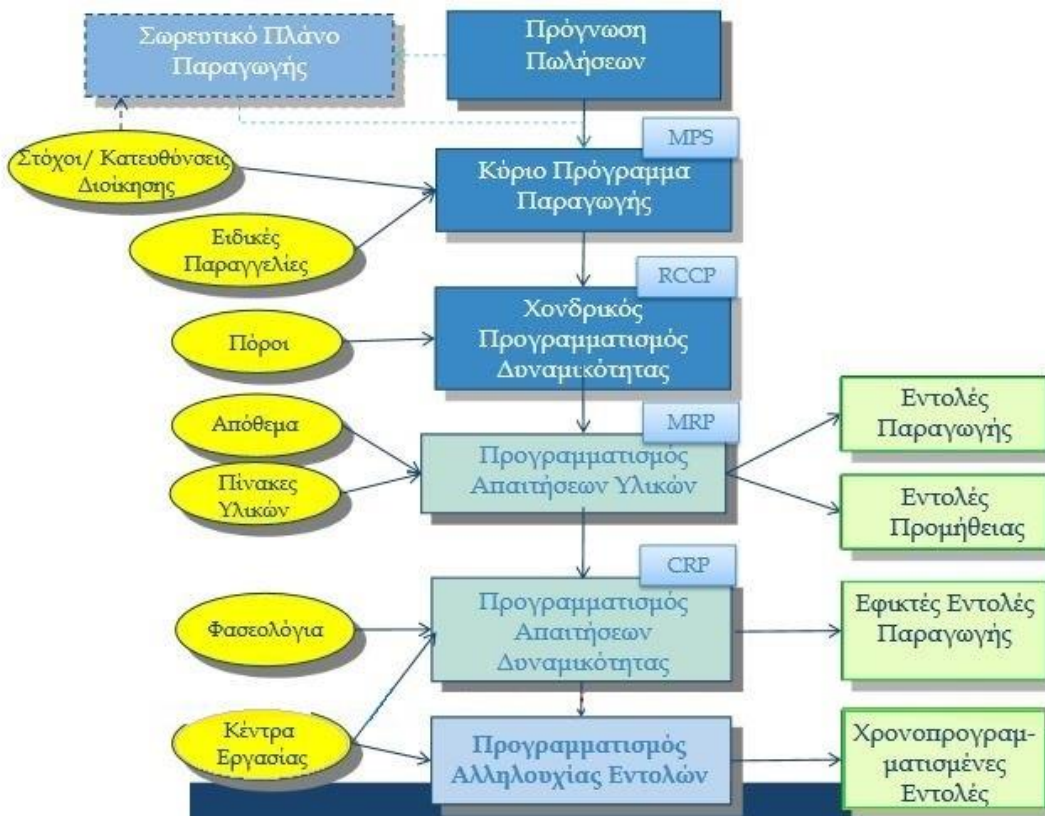 Σωρευτικό Πλάνο
Παραγωγής
Πρόγνωση
Πωλήσεων
MPS
Στόχοι/ Κατευθύνσεις
Διοίκησης
Κύριο Πρόγραμμα
Παραγωγής
Ειδικές
Παραγγελίες
RCCP
Χονδρικός
Προγραμματισμός
Δυναμικότητας
Πόροι
MRP
Απόθεμα
Πίνακες
Υλικών
Προγραμματισμός
Απαιτήσεων Υλικών
Εντολές
Παραγωγής
Εντολές
Προμήθειας
CRP
Φασεολόγια
Προγραμματισμός
Απαιτήσεων
Δυναμικότητας
Εφικτές Εντολές
Παραγωγής
Κέντρα
Εργασίας
Προγραμματισμός
Αλληλουχίας Εντολών
Χρονοπρογραμ-
ματισμένες
Εντολές